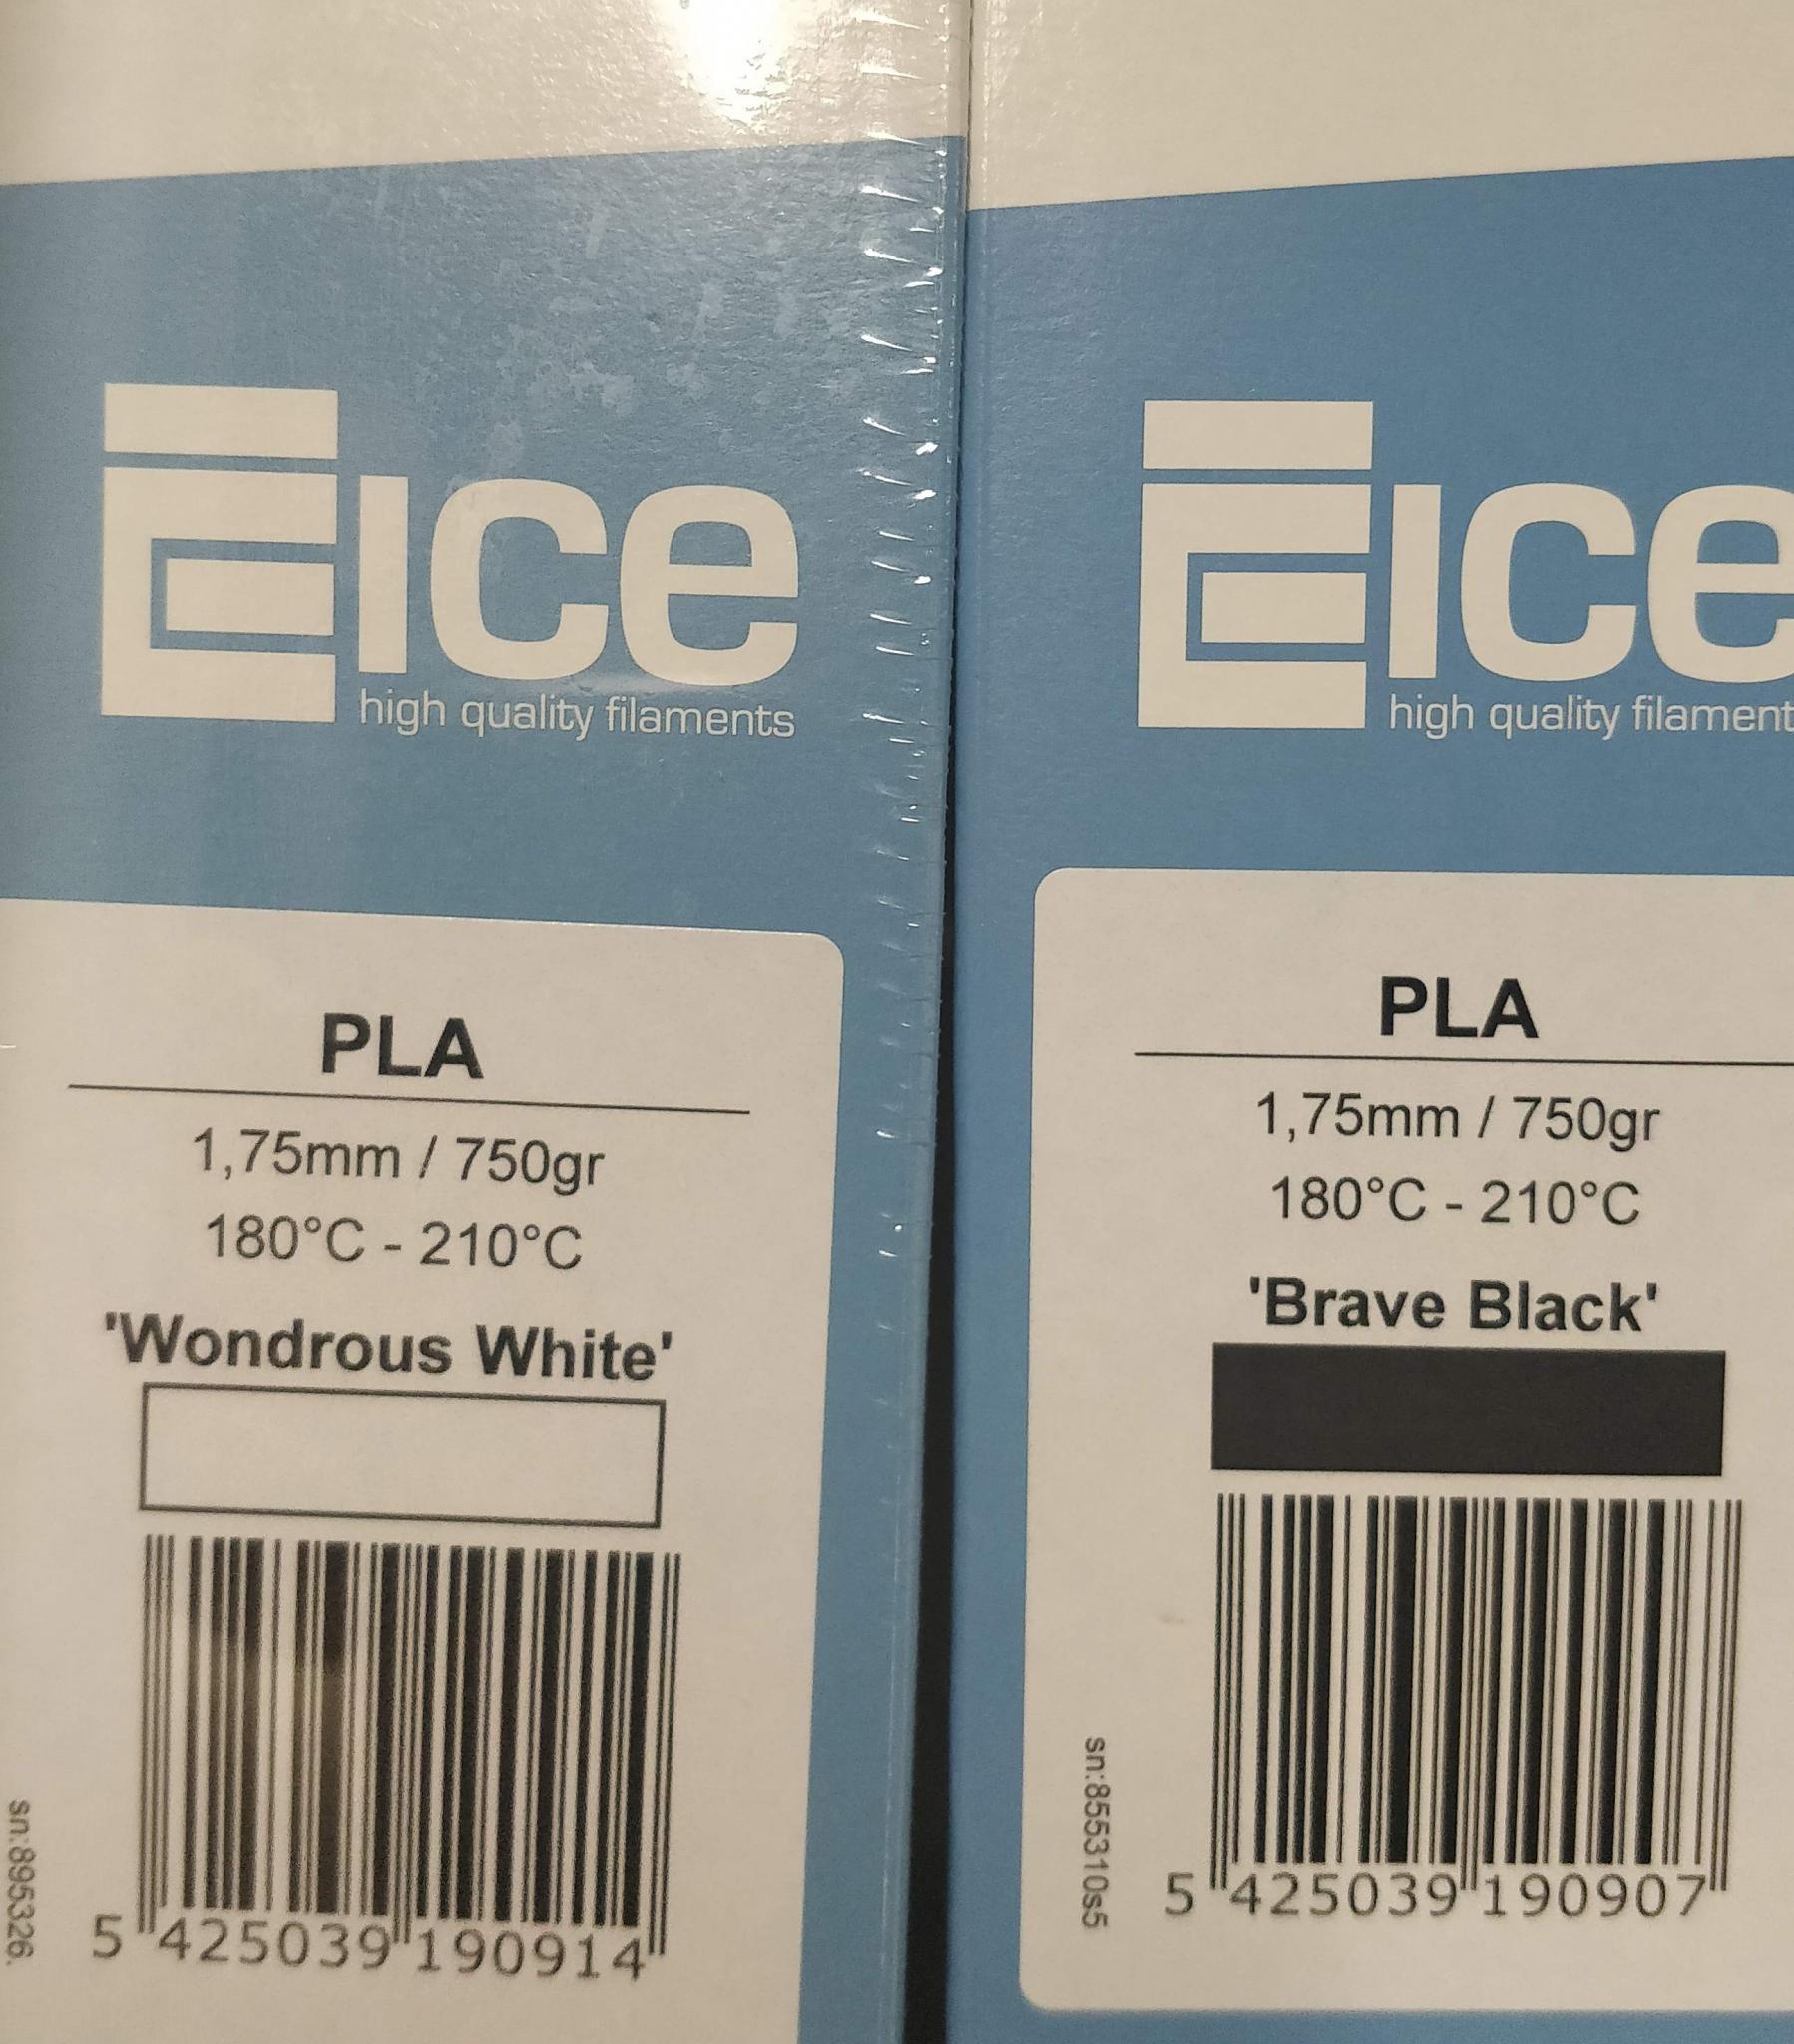 ICE
high quality filaments
PLA
1,75mm / 750gr
180°C - 210°C
'Wondrous White'
5 425039 190914
sn:895326.
ICE
high quality filament
PLA
1,75mm / 750gr
180°C - 210°C
'Brave Black'
5 425039 190907
sn:855310s5